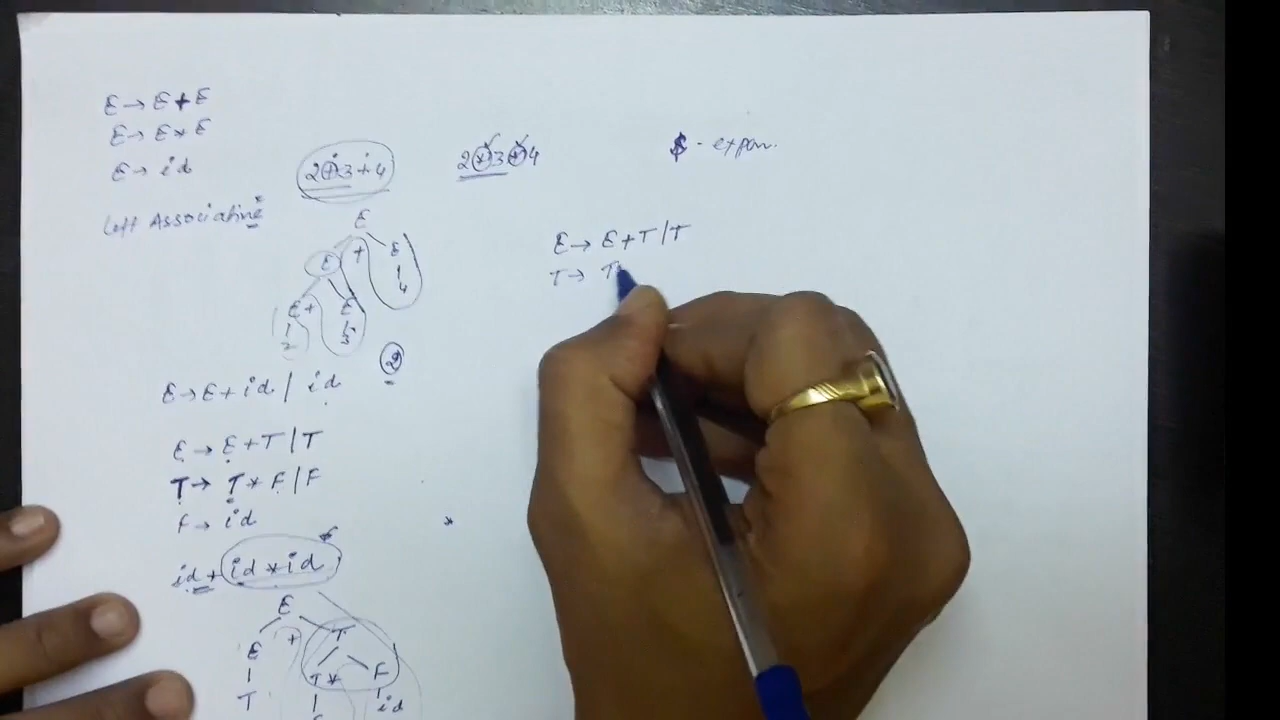 E → E + E
E → E * E
E → id
2+3+4
2*3+4
$ - expon.
Left Associative
E
E + E
4
E + E
2 3
2
E → E + id / id
E → E + T / T
T → T * F / F
F → id
id + id * id
E
E + T
T T * F
id
E → E + T / T
T → T
*